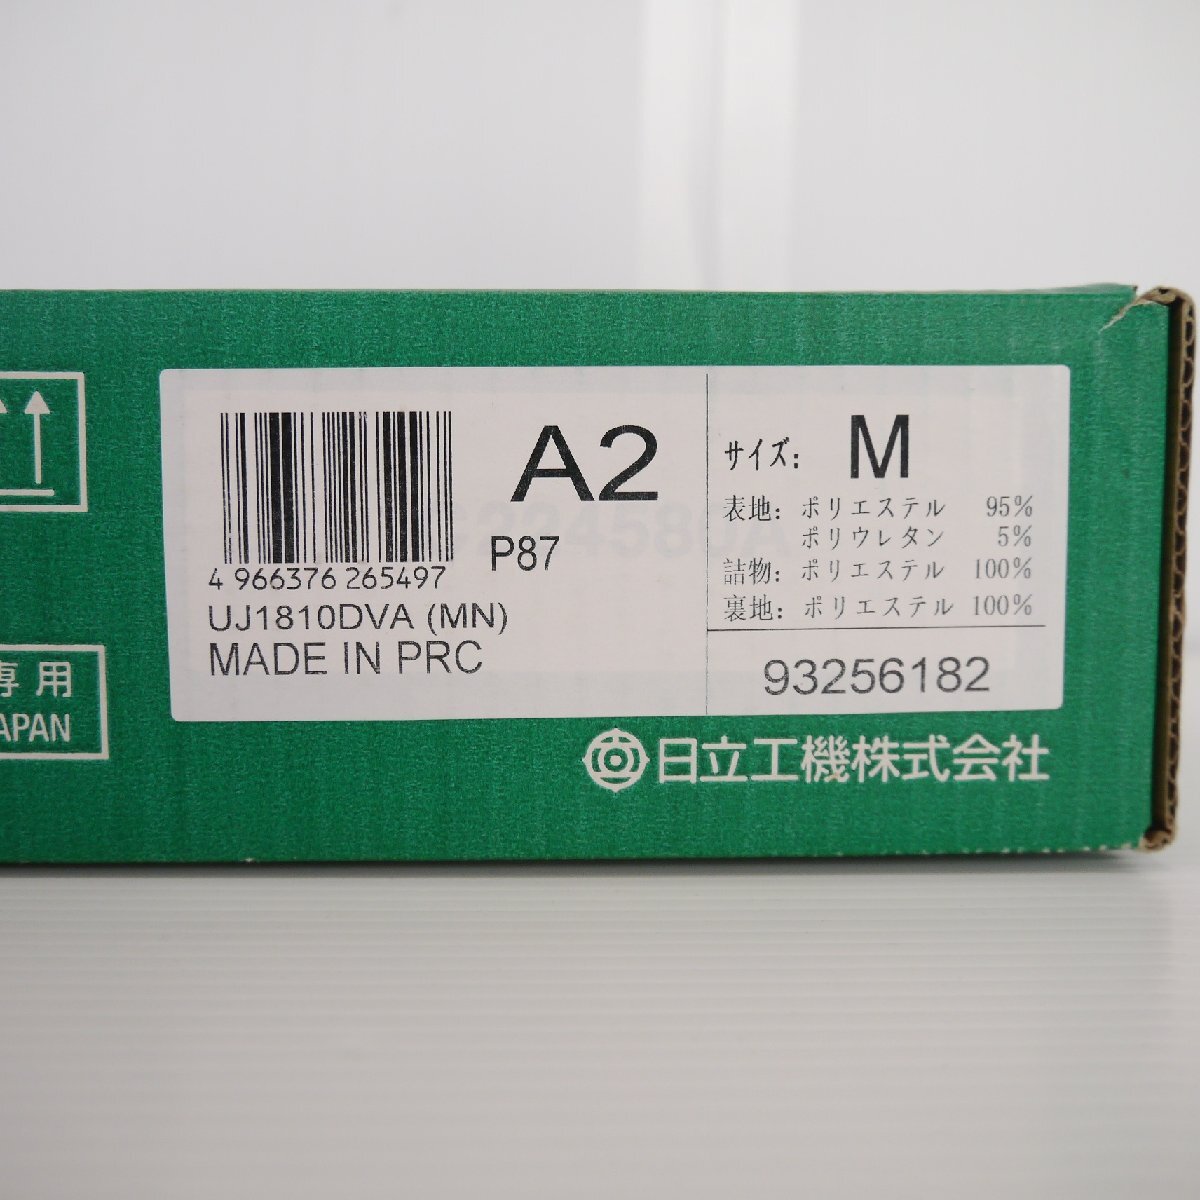 専用
JAPAN
4 966376 265497
A2
P87
UJ1810DVA (MN)
MADE IN PRC
サイズ: M
表地: ポリエステル 95%
ポリウレタン 5%
詰物: ポリエステル 100%
裏地: ポリエステル 100%
93256182
日立工機株式会社